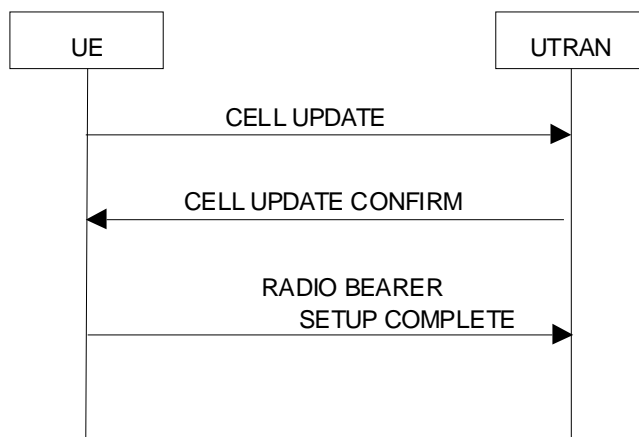 UE
UTRAN
CELL UPDATE
CELL UPDATE CONFIRM
RADIO BEARER
SETUP COMPLETE